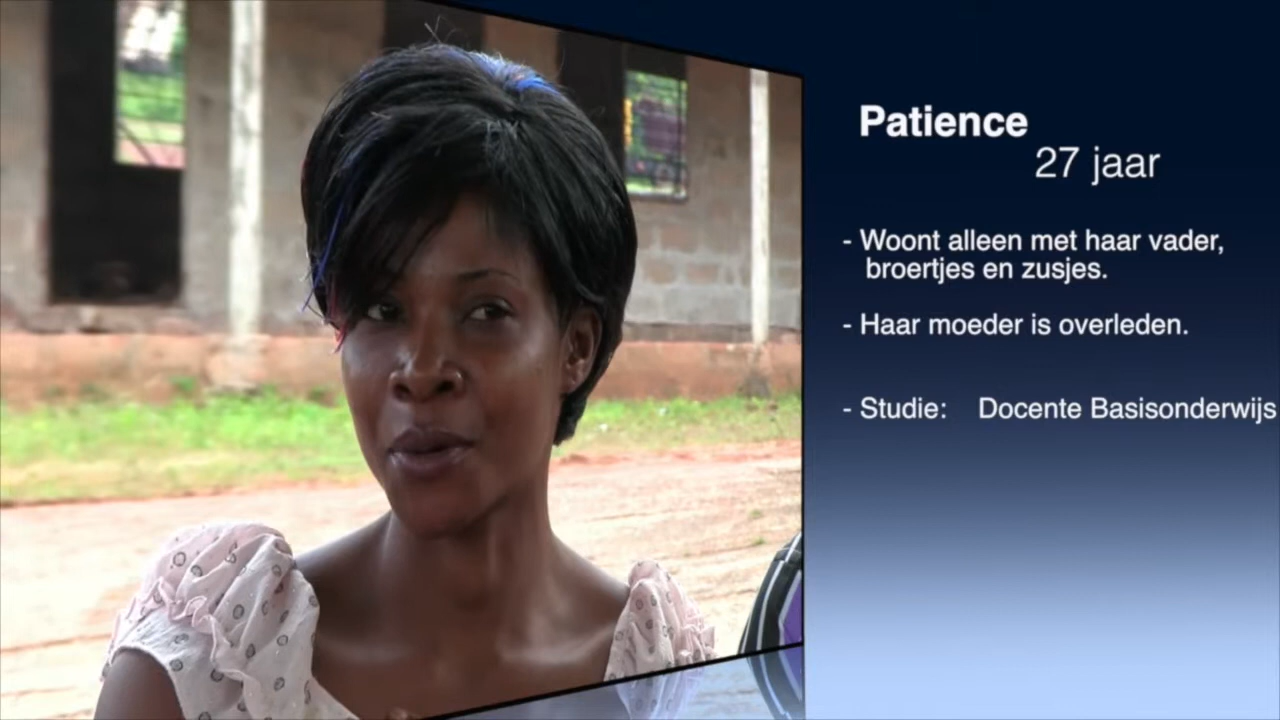 Patience
27 jaar
- Woont alleen met haar vader,
broertjes en zusjes.
- Haar moeder is overleden.
- Studie: Docente Basisonderwijs